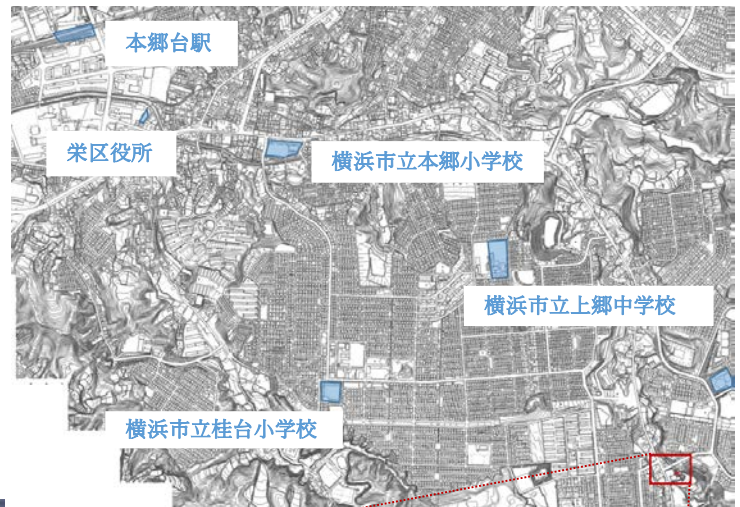 本郷台駅
栄区役所
横浜市立本郷小学校
横浜市立上郷中学校
横浜市立桂台小学校